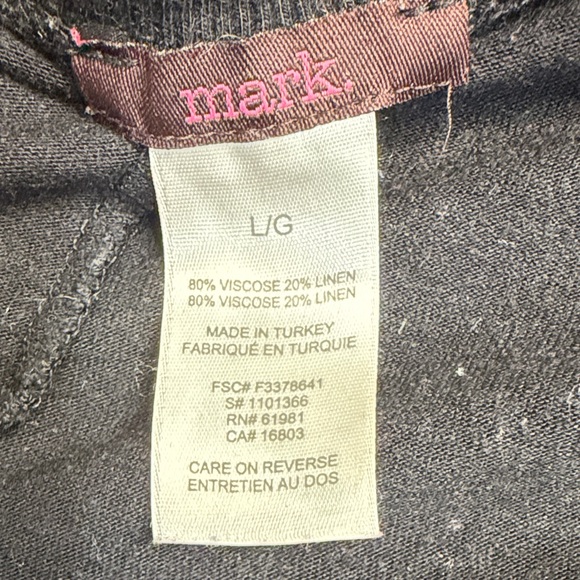 mark.
L/G
80% VISCOSE 20% LINEN
80% VISCOSE 20% LINEN
MADE IN TURKEY
FABRIQUÉ EN TURQUIE
FSC# F3378641
S# 1101366
RN# 61981
CA# 16803
CARE ON REVERSE
ENTRETIEN AU DOS